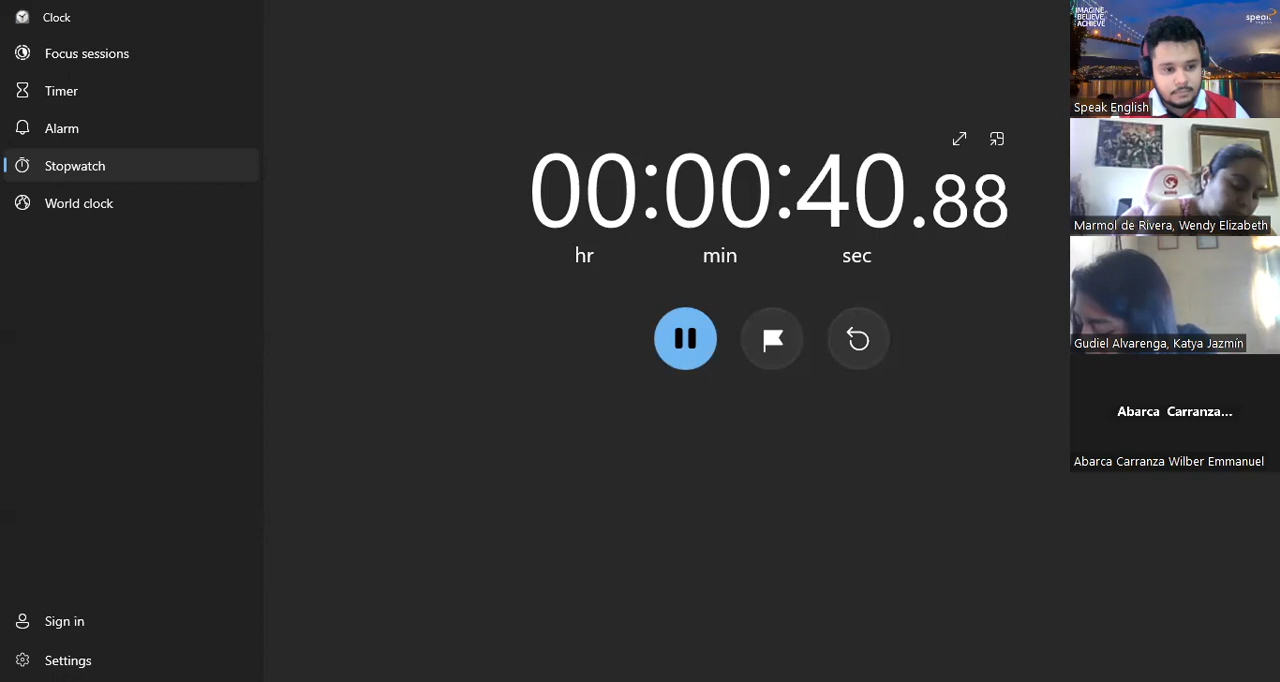 Clock
Focus sessions
Timer
Alarm
Stopwatch
World clock
Sign in
Settings
00:00:40.88
hr min sec
IMAGINE
BELIEVE
ACHIEVE
speak
Speak English
Marmol de Rivera, Wendy Elizabeth
Gudiel Alvarenga, Katya Jazmín
Abarca Carranza...
Abarca Carranza Wilber Emmanuel